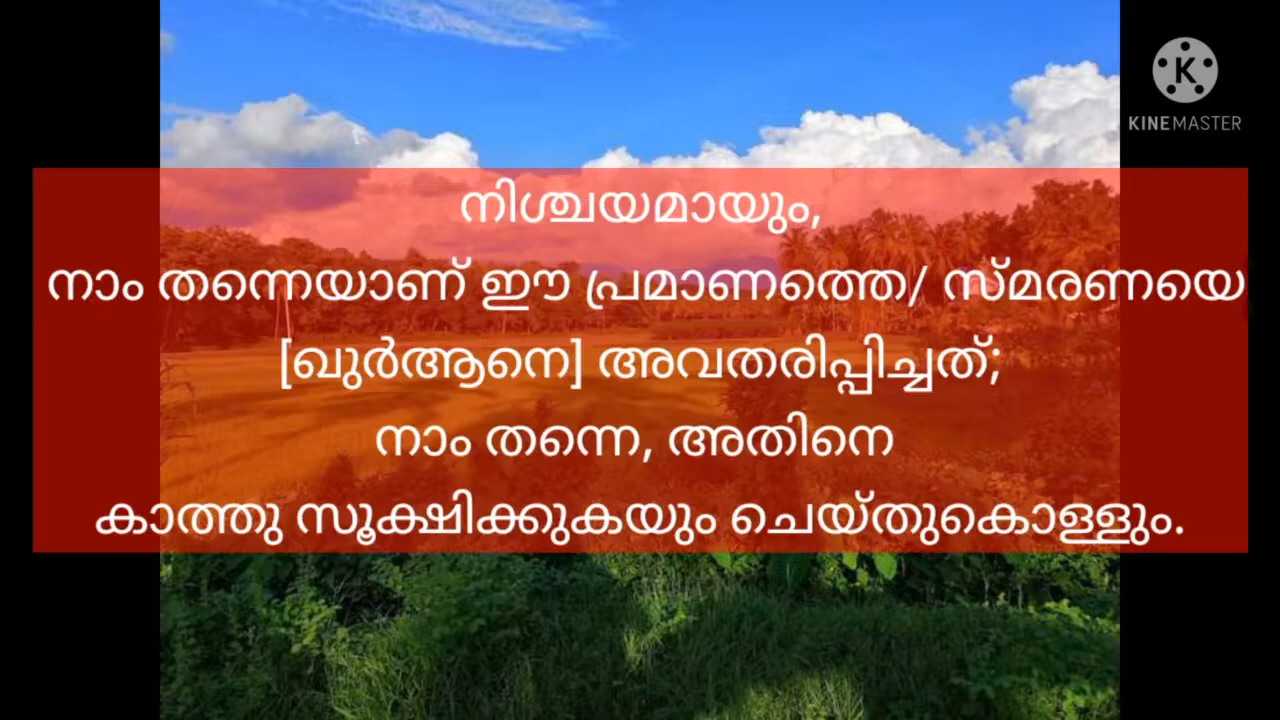 KINEMASTER
നിശ്ചയമായും,
നാം തന്നെയാണ് ഈ പ്രമാണത്തെ/ സ്മരണയെ
[ഖുർആനെ] അവതരിപ്പിച്ചത്;
നാം തന്നെ, അതിനെ
കാത്തു സൂക്ഷിക്കുകയും ചെയ്തുകൊള്ളും.